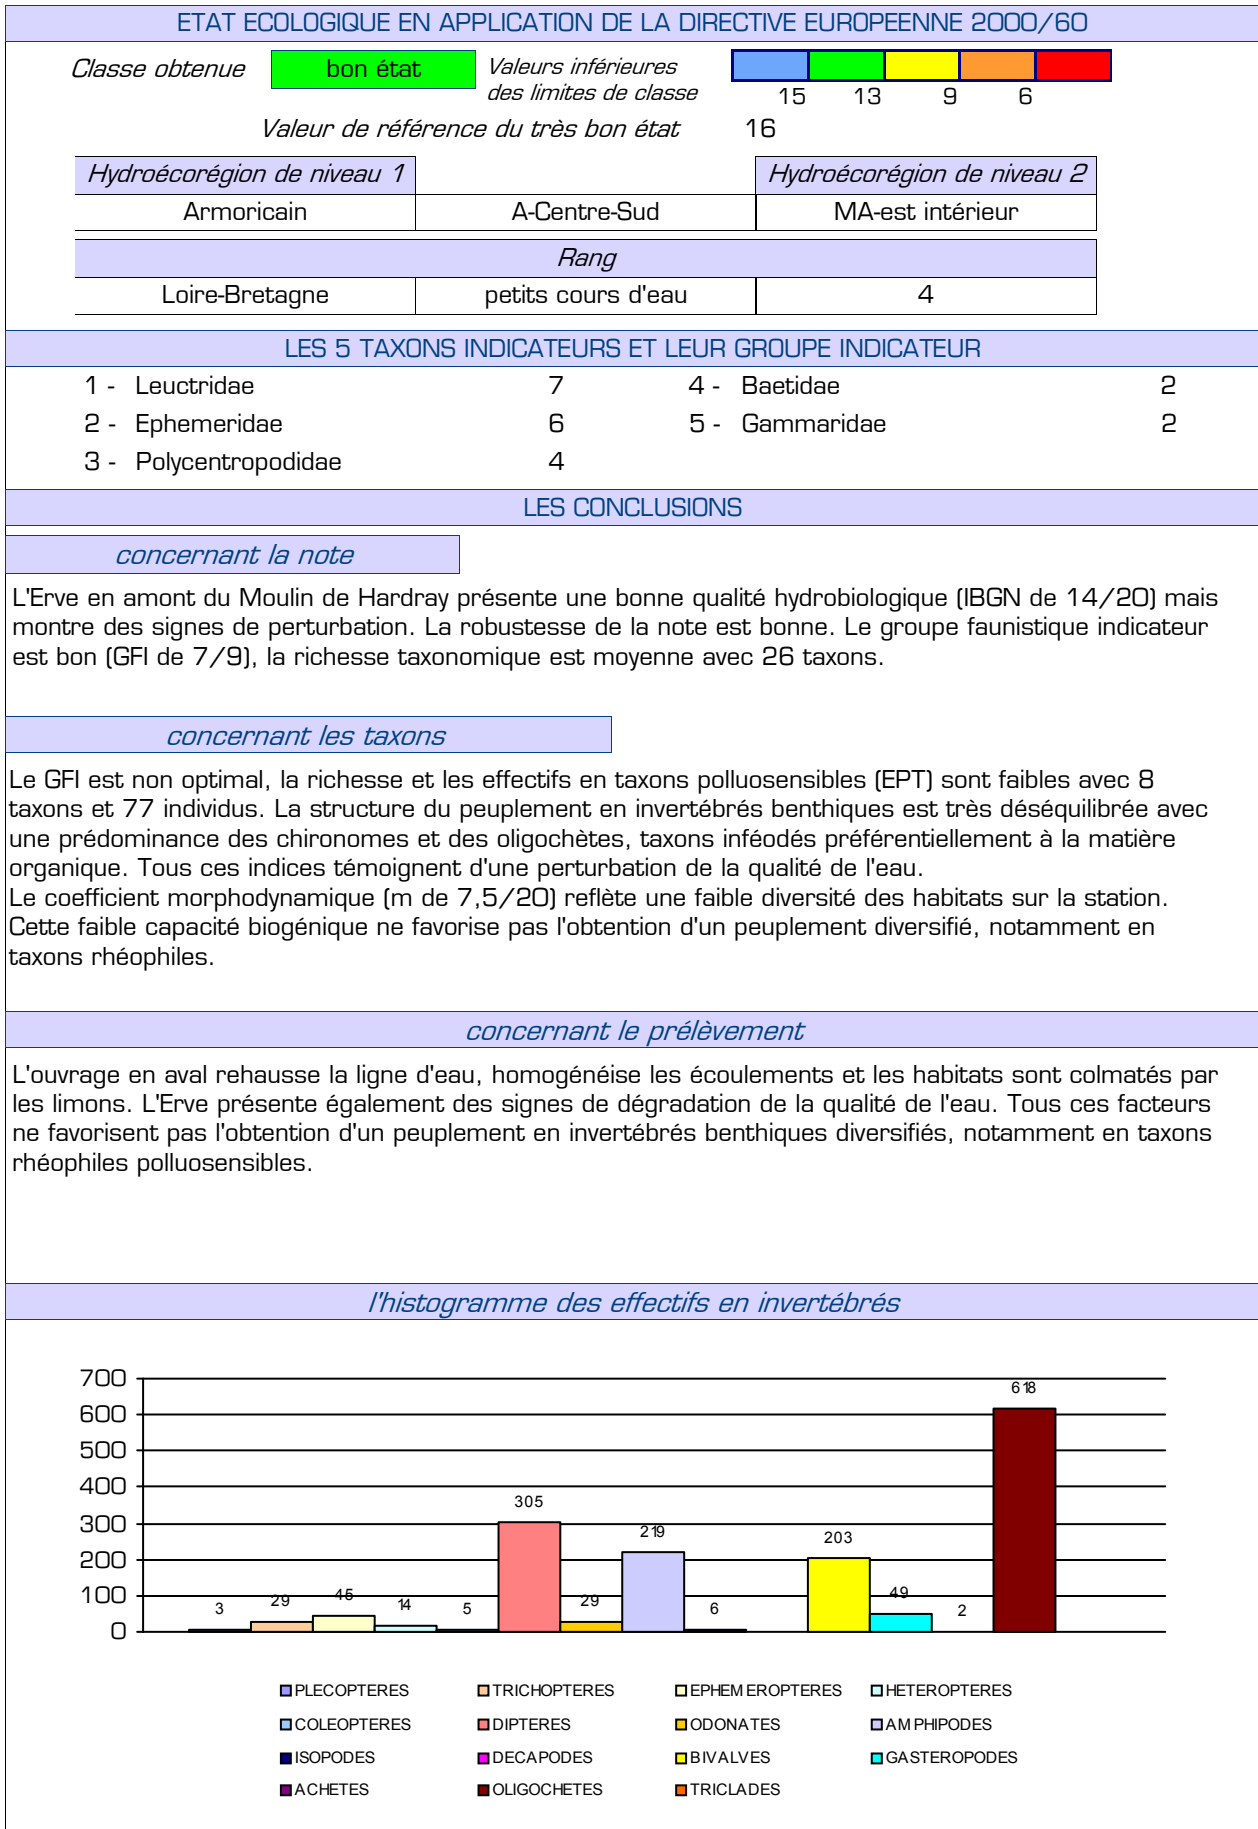 ETAT ECOLOGIQUE EN APPLICATION DE LA DIRECTIVE EUROPEENNE 2000/60
Classe obtenue bon état Valeurs inférieures
des limites de classe 15 13 9 6
Valeur de référence du très bon état 16
Hydroécorégion de niveau 1 Hydroécorégion de niveau 2
Armoricain A-Centre-Sud MA-est intérieur
Rang
Loire-Bretagne petits cours d'eau 4
LES 5 TAXONS INDICATEURS ET LEUR GROUPE INDICATEUR
1 - Leuctridae 7 4 - Baetidae 2
2 - Ephemeridae 6 5 - Gammaridae 2
3 - Polycentropodidae 4
LES CONCLUSIONS
concernant la note
L'Erve en amont du Moulin de Hardray présente une bonne qualité hydrobiologique (IBGN de 14/20) mais
montre des signes de perturbation. La robustesse de la note est bonne. Le groupe faunistique indicateur
est bon (GFI de 7/9), la richesse taxonomique est moyenne avec 26 taxons.
concernant les taxons
Le GFI est non optimal, la richesse et les effectifs en taxons polluosensibles (EPT) sont faibles avec 8
taxons et 77 individus. La structure du peuplement en invertébrés benthiques est très déséquilibrée avec
une prédominance des chironomes et des oligochètes, taxons inféodés préférentiellement à la matière
organique. Tous ces indices témoignent d'une perturbation de la qualité de l'eau.
Le coefficient morphodynamique (m de 7,5/20) reflète une faible diversité des habitats sur la station.
Cette faible capacité biogénique ne favorise pas l'obtention d'un peuplement diversifié, notamment en
taxons rhéophiles.
concernant le prélèvement
L'ouvrage en aval rehausse la ligne d'eau, homogénéise les écoulements et les habitats sont colmatés par
les limons. L'Erve présente également des signes de dégradation de la qualité de l'eau. Tous ces facteurs
ne favorisent pas l'obtention d'un peuplement en invertébrés benthiques diversifiés, notamment en taxons
rhéophiles polluosensibles.
l'histogramme des effectifs en invertébrés
700
600
500
400
300
200
100
0
3 29 45 14 5 305 29 219 6 203 49 2 618
PLECOPTERES TRICHOPTERES EPHEMEROPTERES HETEROPTERES
COLEOPTERES DIPTERES ODONATES AMPHIPODES
ISOPODES DECAPODES BIVALVES GASTEROPODES
ACHETES OLIGOCHETES TRICLADES